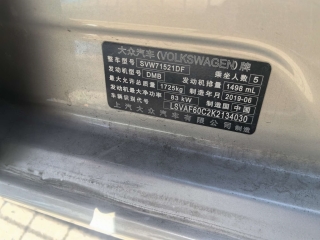 大众汽车(VOLKSWAGEN)牌
整车型号 SVW71521DF 乘坐人数 5
发动机型号 DMB 发动机排量 1498 mL
最大允许总质量 1725kg 制造国 中国
发动机最大净功率 83 kW 制造年月 2019-06
LSVAF60C2K2134030
上汽大众汽车有限公司制造